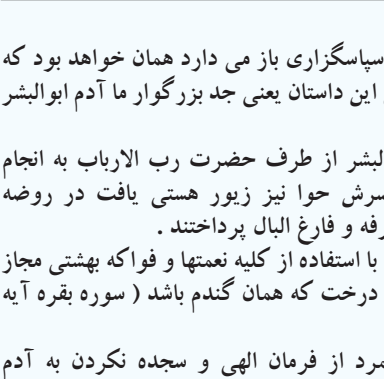 سپاسگزاری باز می دارد همان خواهد بود که
این داستان یعنی جد بزرگوار ما آدم ابوالبشر
البشر از طرف حضرت رب الارباب به انجام
سرش حوا نیز زیور هستی یافت در روضه
رفه و فارغ البال پرداختند .
با استفاده از کلیه نعمتها و فواکه بهشتی مجاز
درخت که همان گندم باشد ( سوره بقره آیه
مرد از فرمان الهی و سجده نکردن به آدم